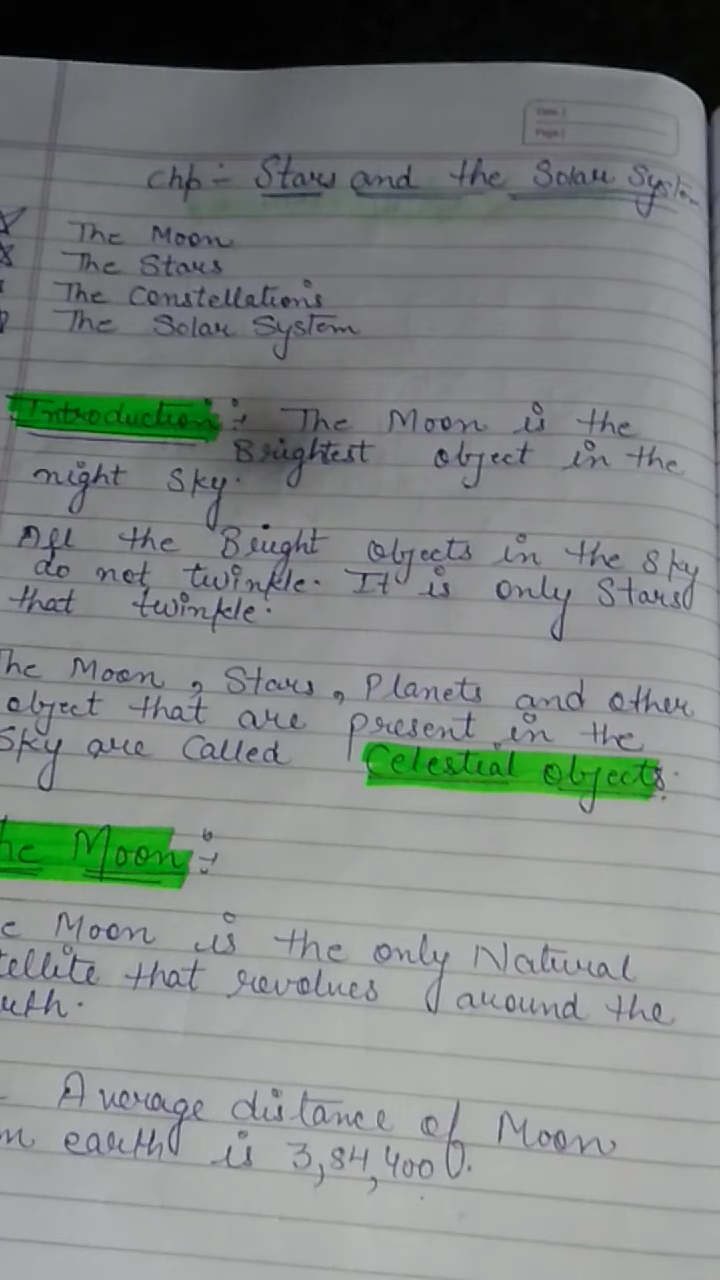 Date:
Page:
Chp:- Stars and the Solar System
The Moon
The Stars
The Constellations
The Solar System
Introduction :- The Moon is the
Brightest object in the
night Sky.
All the Bright Objects in the sky
do not twinkle. It is only Stars
that twinkle.
The Moon, Stars, Planets and other
object that are present in the
Sky are called Celestial objects.
he Moon :-
e Moon is the only Natural
tellite that revolves around the
arth.
Average distance of Moon
m earth is 3,84,400